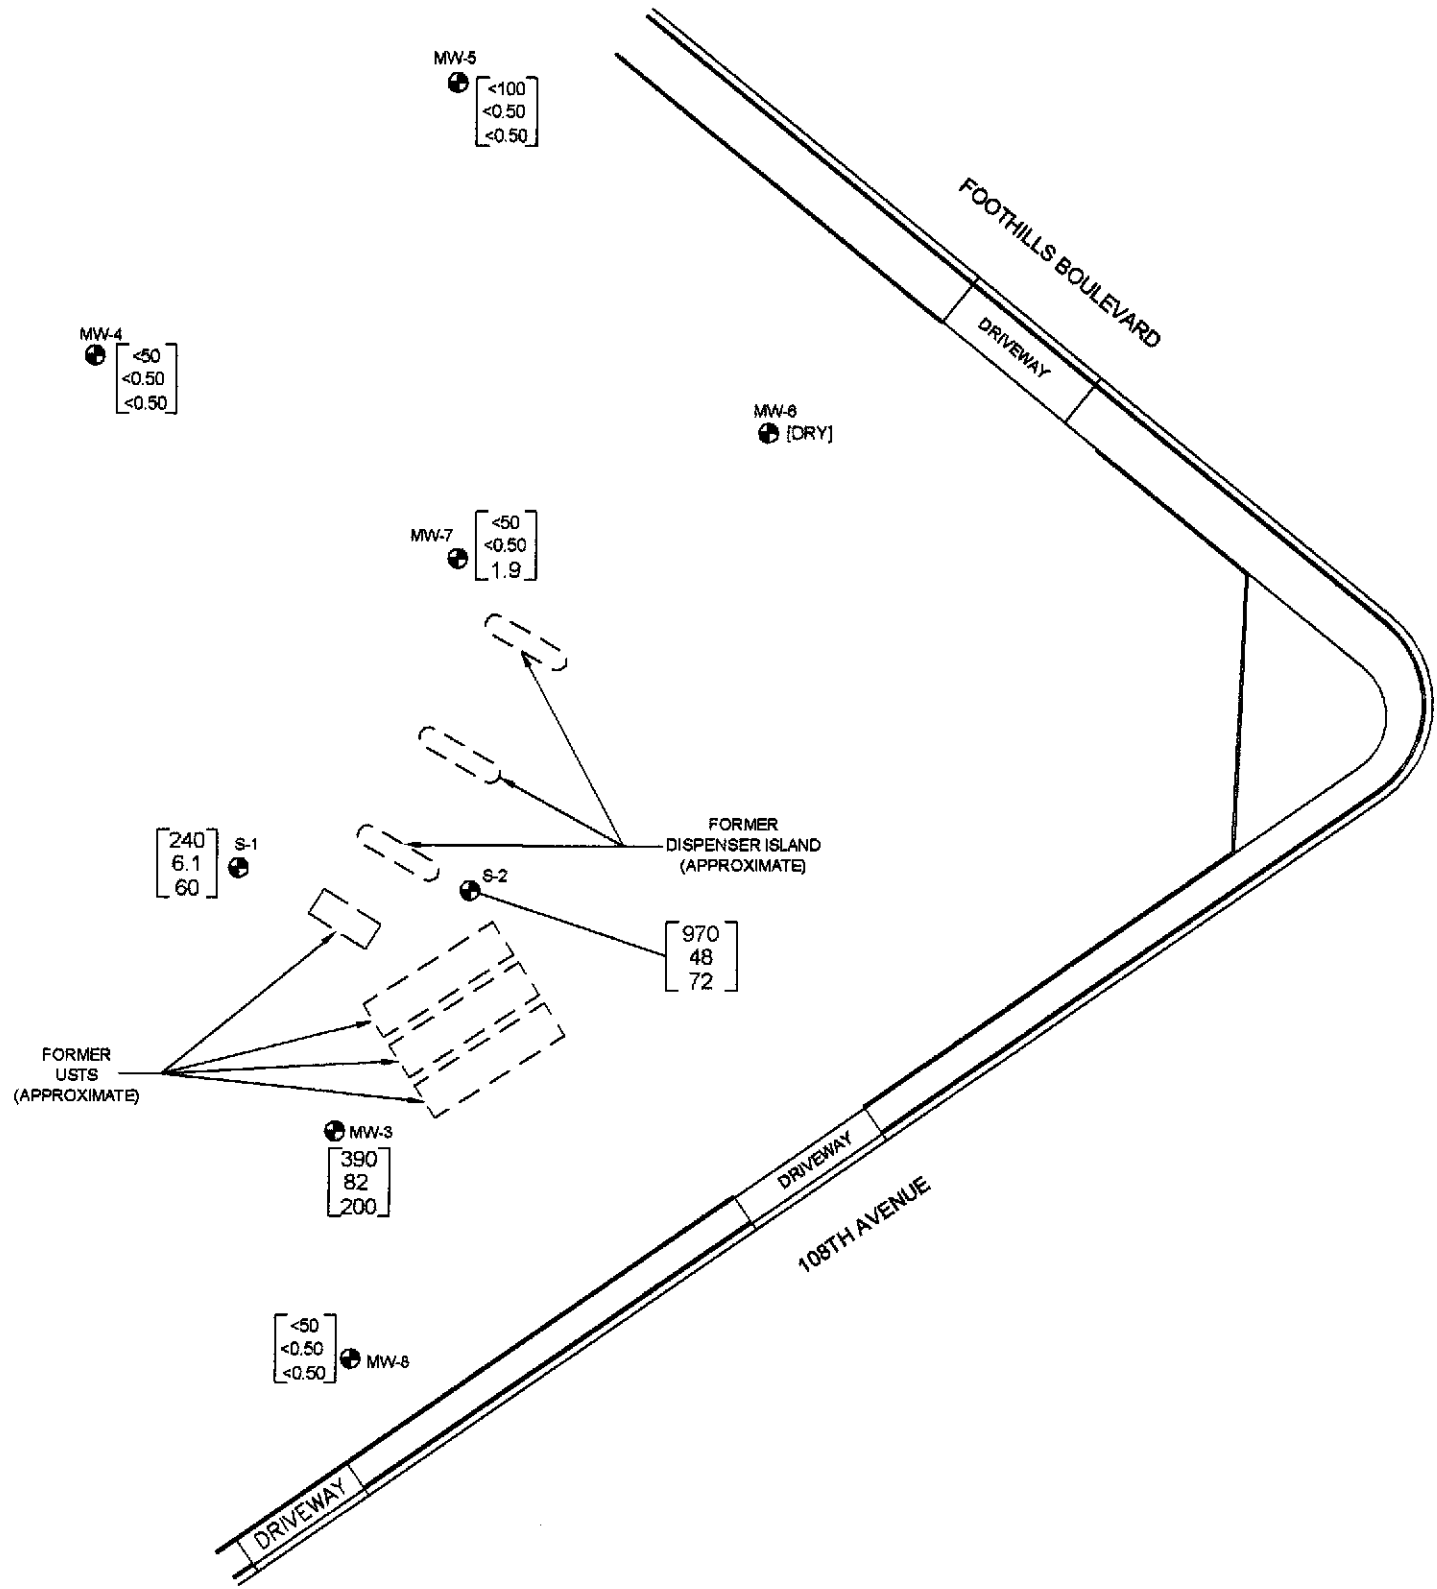 MW-5
<100
<0.50
<0.50
FOOTHILLS BOULEVARD
DRIVEWAY
MW-4
<50
<0.50
<0.50
MW-6
[DRY]
MW-7
<50
<0.50
1.9
240
6.1
60
S-1
FORMER
DISPENSER ISLAND
(APPROXIMATE)
S-2
970
48
72
FORMER
USTS
(APPROXIMATE)
MW-3
390
82
200
DRIVEWAY
108TH AVENUE
<50
<0.50
<0.50
MW-8
DRIVEWAY